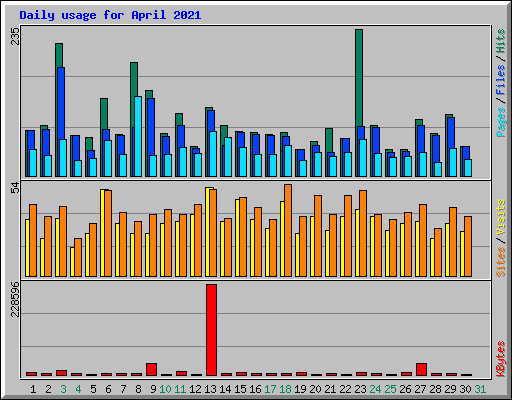 Daily usage for April 2021
235
Pages / Files / Hits
54
Sites / Visits
228596
KBytes
1 2 3 4 5 6 7 8 9 10 11 12 13 14 15 16 17 18 19 20 21 22 23 24 25 26 27 28 29 30 31